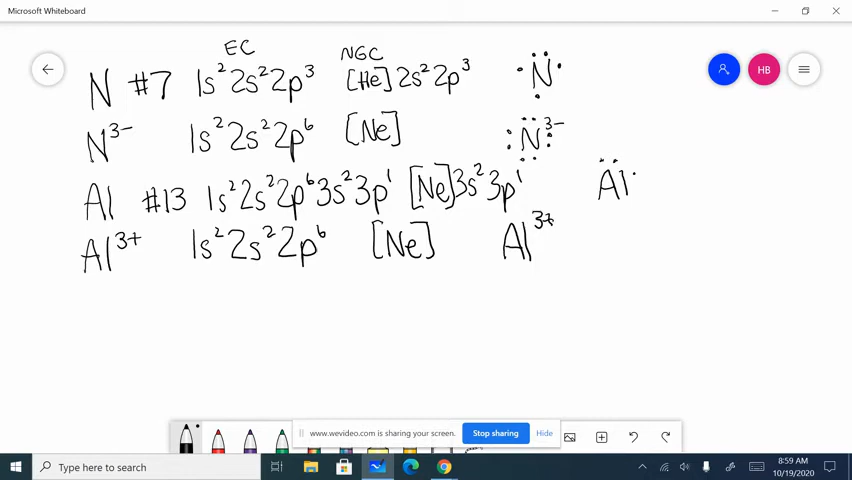 Microsoft Whiteboard
EC NGC
N #7 1s²2s²2p³ [He]2s²2p³ N
HB
N³⁻ 1s²2s²2p⁶ [Ne] N³⁻
Al #13 1s²2s²2p⁶3s²3p¹ [Ne]3s²3p¹ Al
Al³⁺ 1s²2s²2p⁶ [Ne] Al³⁺
www.wevideo.com is sharing your screen. Stop sharing Hide
Type here to search
8:59 AM
10/19/2020